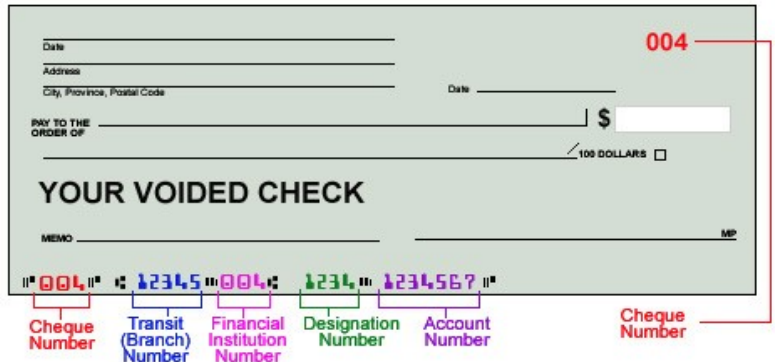 004
Date
Address
City, Province, Postal Code
Date
PAY TO THE
ORDER OF
$
/100 DOLLARS
YOUR VOIDED CHECK
MEMO
MP
⑈004⑈ ⑆12345⑉004⑆ 1234⑉ 1234567⑈
Cheque
Number
Transit
(Branch)
Number
Financial
Institution
Number
Designation
Number
Account
Number
Cheque
Number